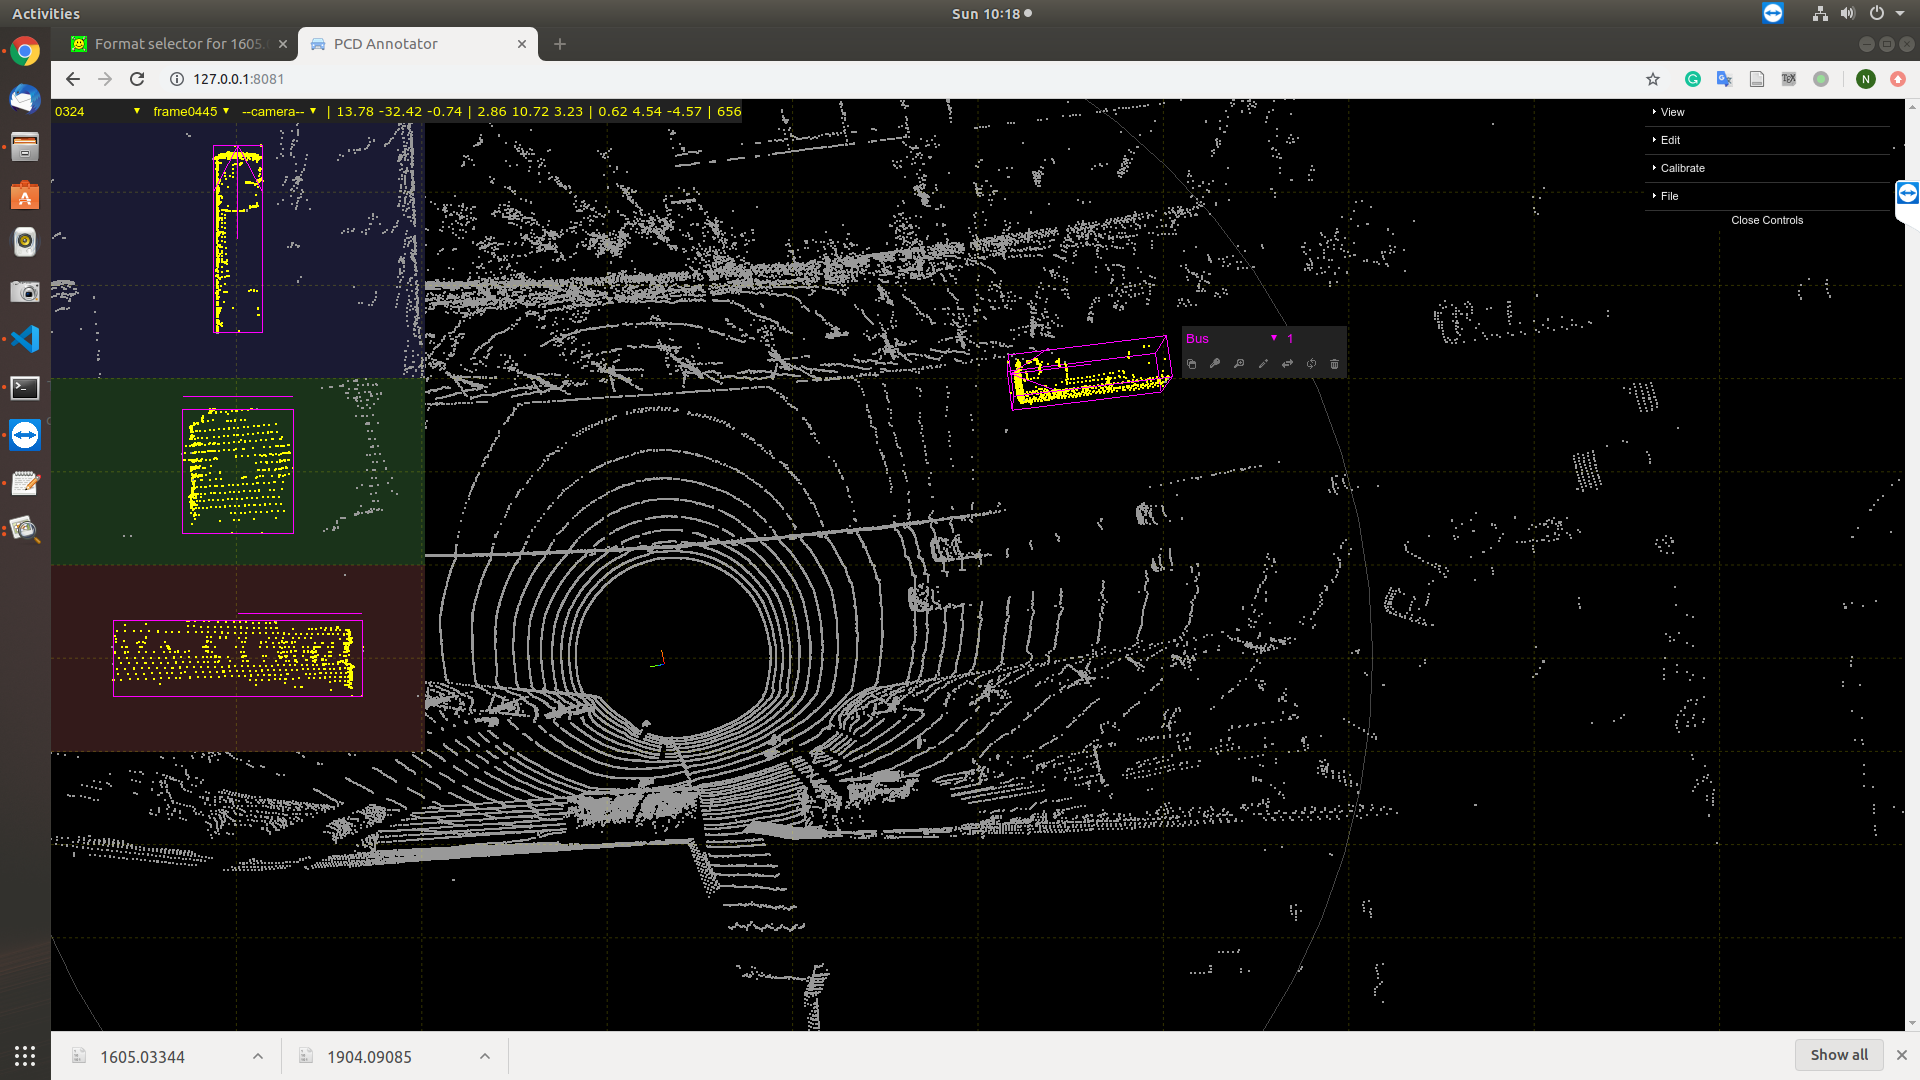 Activities
Sun 10:18
Format selector for 1605.
PCD Annotator
127.0.0.1:8081
N
0324 frame0445 --camera-- | 13.78 -32.42 -0.74 | 2.86 10.72 3.23 | 0.62 4.54 -4.57 | 656
View
Edit
Calibrate
File
Close Controls
Bus 1
1605.03344
1904.09085
Show all